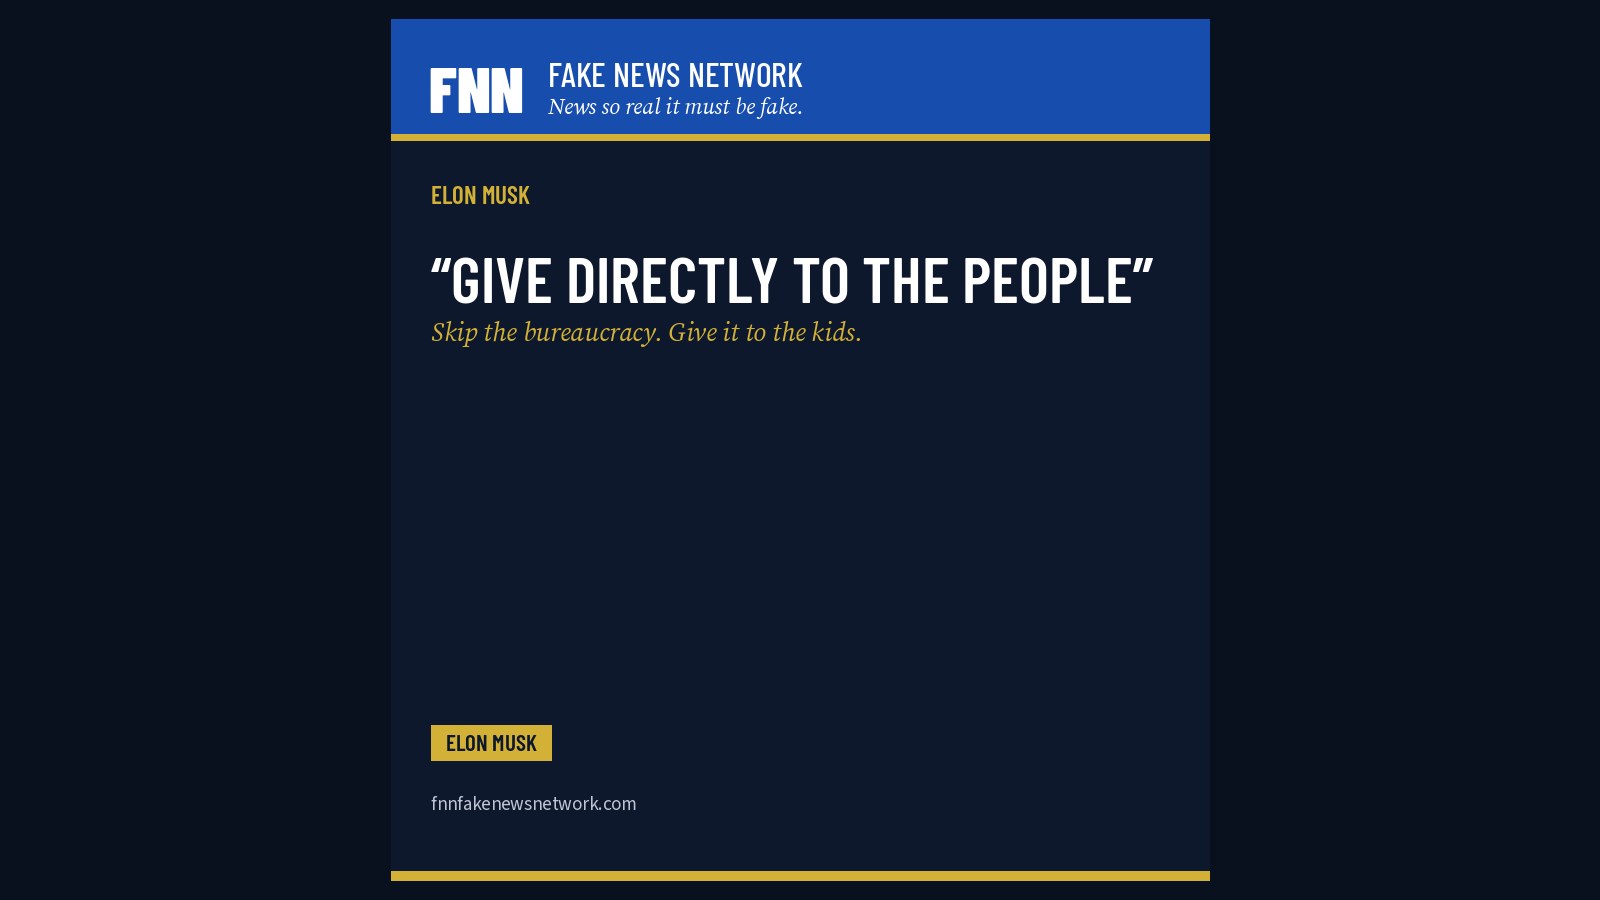 FNN
FAKE NEWS NETWORK
News so real it must be fake.
ELON MUSK
“GIVE DIRECTLY TO THE PEOPLE”
Skip the bureaucracy. Give it to the kids.
ELON MUSK
fnnfakenewsnetwork.com